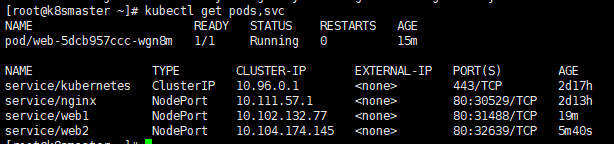 [root@k8smaster ~]# kubectl get pods,svc
NAME READY STATUS RESTARTS AGE
pod/web-5dcb957ccc-wgn8m 1/1 Running 0 15m
NAME TYPE CLUSTER-IP EXTERNAL-IP PORT(S) AGE
service/kubernetes ClusterIP 10.96.0.1 <none> 443/TCP 2d17h
service/nginx NodePort 10.111.57.1 <none> 80:30529/TCP 2d13h
service/web1 NodePort 10.102.132.77 <none> 80:31488/TCP 19m
service/web2 NodePort 10.104.174.145 <none> 80:32639/TCP 5m40s
[root@k8smaster ~]#